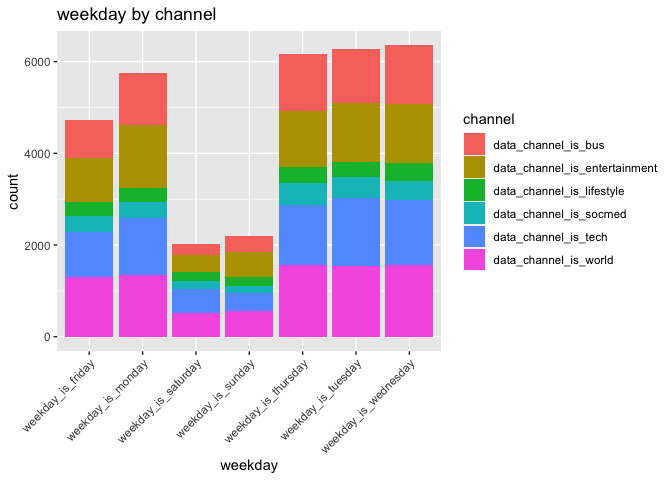 weekday by channel
6000
4000
2000
0
count
weekday_is_friday
weekday_is_monday
weekday_is_saturday
weekday_is_sunday
weekday_is_thursday
weekday_is_tuesday
weekday_is_wednesday
weekday
channel
data_channel_is_bus
data_channel_is_entertainment
data_channel_is_lifestyle
data_channel_is_socmed
data_channel_is_tech
data_channel_is_world